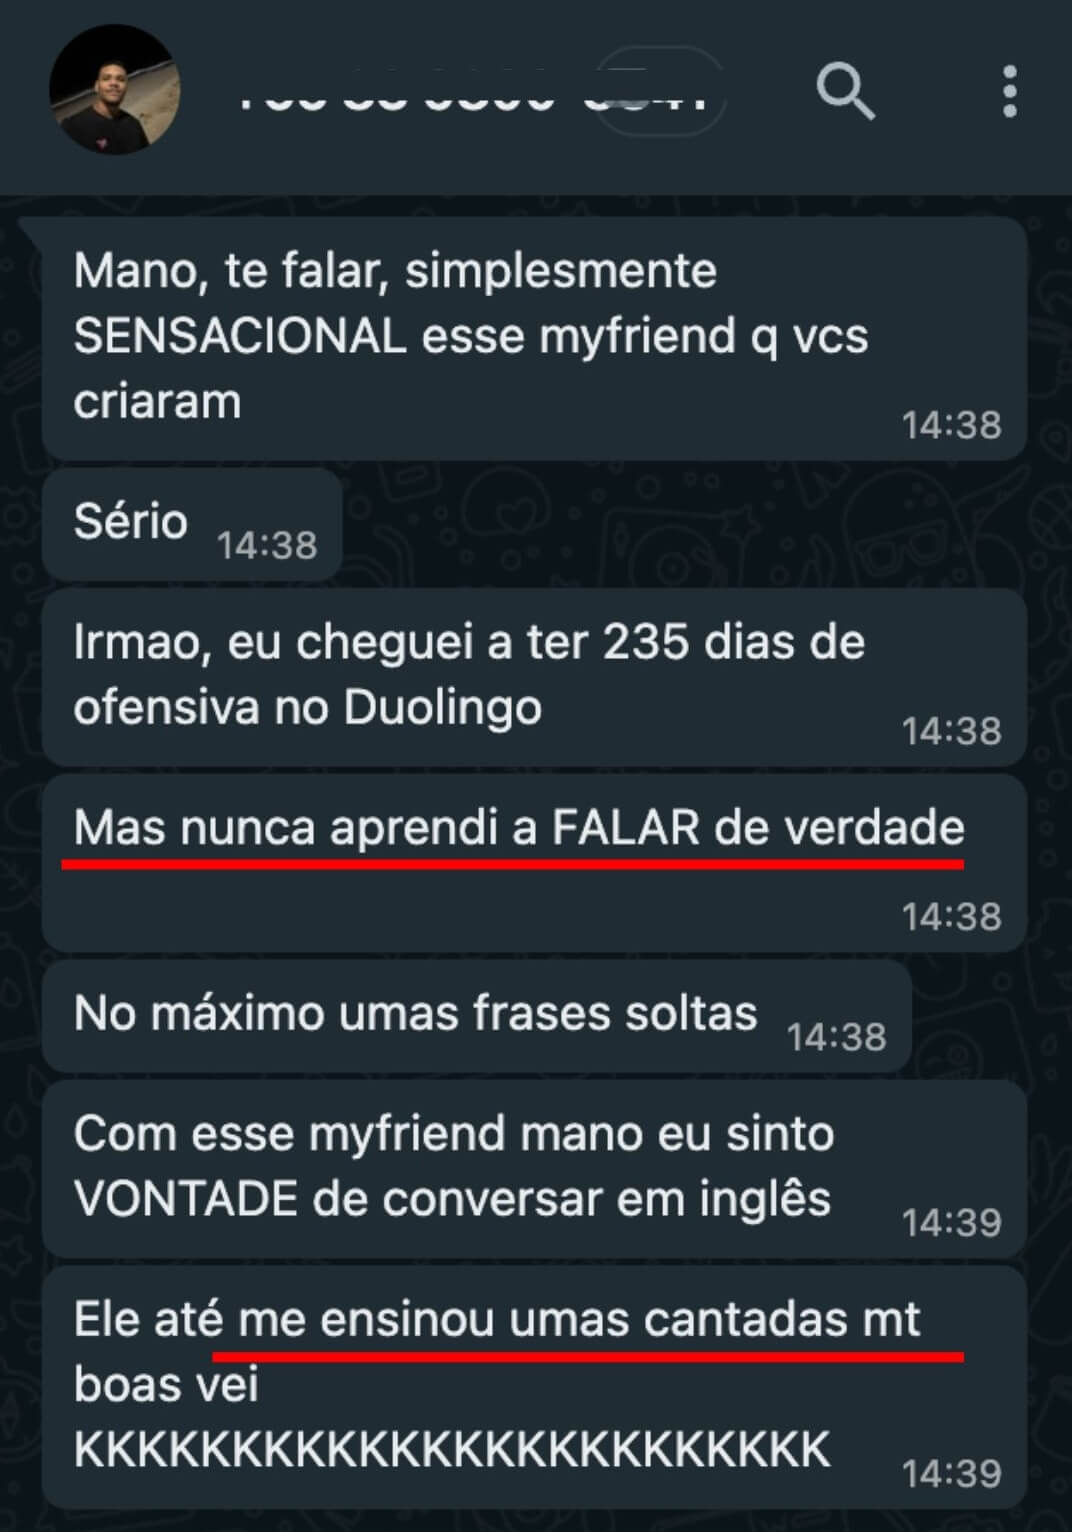 Mano, te falar, simplesmente
SENSACIONAL esse myfriend q vcs
criaram
14:38
Sério
14:38
Irmao, eu cheguei a ter 235 dias de
ofensiva no Duolingo
14:38
Mas nunca aprendi a FALAR de verdade
14:38
No máximo umas frases soltas
14:38
Com esse myfriend mano eu sinto
VONTADE de conversar em inglês
14:39
Ele até me ensinou umas cantadas mt
boas vei
KKKKKKKKKKKKKKKKKKKKKKKK
14:39